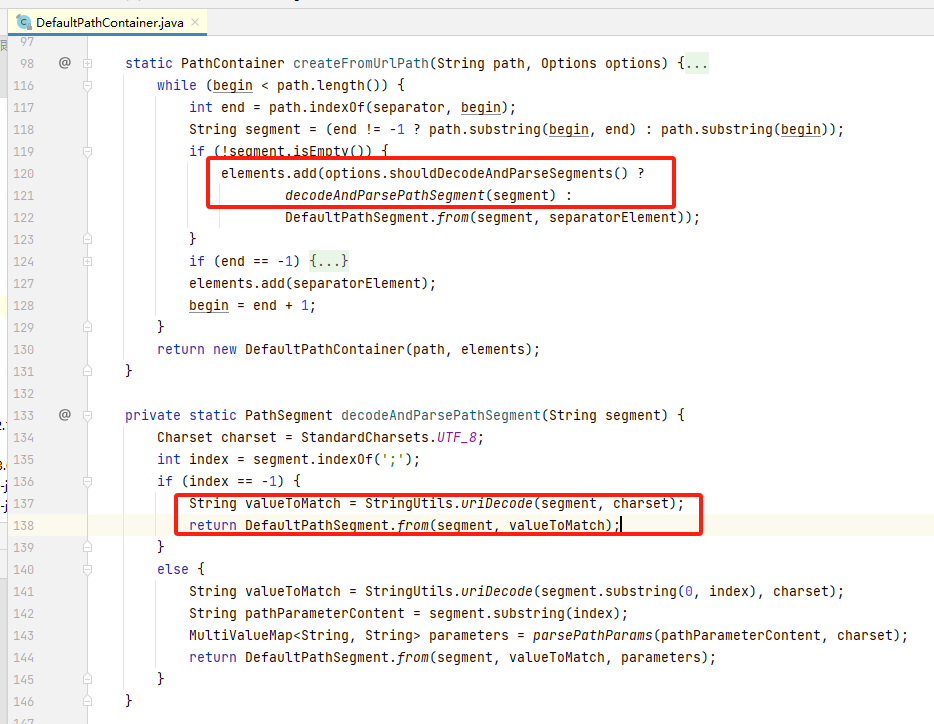 DefaultPathContainer.java
97
98 @ static PathContainer createFromUrlPath(String path, Options options) {...
116 while (begin < path.length()) {
117 int end = path.indexOf(separator, begin);
118 String segment = (end != -1 ? path.substring(begin, end) : path.substring(begin));
119 if (!segment.isEmpty()) {
120 elements.add(options.shouldDecodeAndParseSegments() ?
121 decodeAndParsePathSegment(segment) :
122 DefaultPathSegment.from(segment, separatorElement));
123 }
124 if (end == -1) {...}
127 elements.add(separatorElement);
128 begin = end + 1;
129 }
130 return new DefaultPathContainer(path, elements);
131 }
132
133 @ private static PathSegment decodeAndParsePathSegment(String segment) {
134 Charset charset = StandardCharsets.UTF_8;
135 int index = segment.indexOf(';');
136 if (index == -1) {
137 String valueToMatch = StringUtils.uriDecode(segment, charset);
138 return DefaultPathSegment.from(segment, valueToMatch);
139 }
140 else {
141 String valueToMatch = StringUtils.uriDecode(segment.substring(0, index), charset);
142 String pathParameterContent = segment.substring(index);
143 MultiValueMap<String, String> parameters = parsePathParams(pathParameterContent, charset);
144 return DefaultPathSegment.from(segment, valueToMatch, parameters);
145 }
146 }
147